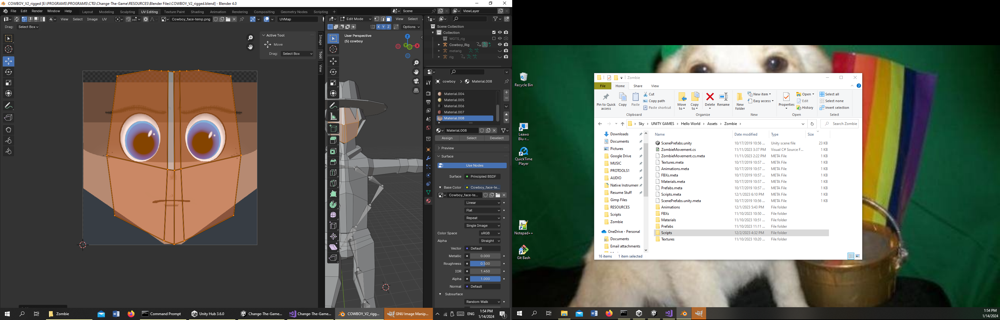 COWBOY_V2_rigged [E:\PROGRAMS\PROGRAMS\CTG\Change-The-Game\RESOURCES\Blender Files\COWBOY_V2_rigged.blend] - Blender 4.0
File Edit Render Window Help Layout Modeling Sculpting UV Editing Texture Paint Shading Animation Rendering Compositing Geometry Nodes Scripting + Scene ViewLayer
View Select Image UV Cowboy_face-temp.png UVMap Edit Mode View Select
Drag: Select Box X Y Z Options
Active Tool
Move
Drag: Select Box
Image
Tool
View
User Perspective
(5) cowboy
Z
Y
X
Scene Collection
Collection
WGTS_rig
Cowboy_Rig
metarig
rig
cowboy > Material.008
Material.004
Material.005
Material.006
Material.007
Material.008
Material.008
Assign Select Deselect
Preview
Surface
Use Nodes
Surface Principled BSDF
Base Color Cowboy_face-te...
Cowboy_face-te...
Linear
Flat
Repeat
Single Image
Color Space sRGB
Alpha Straight
Vector Default
Metallic 0.000
Roughness 0.500
IOR 1.450
Alpha 1.000
Normal Default
Subsurface
Random Walk
Zombie Command Prompt Unity Hub 3.6.0 Change-The-Game... Change-The-Game... COWBOY_V2_rigg... GNU Image Manip... ENG 1:54 PM
1/14/2024
Recycle Bin
Leawo
Blu-r...
QuickTime
Player
Notepad++
Git Bash
Zombie
File Home Share View
Pin to Quick
access
Copy
Paste
Cut
Copy path
Paste shortcut
Clipboard
Move
to
Copy
to
Delete
Rename
Organize
New
folder
New item
Easy access
New
Properties
Open
Edit
History
Open
Select all
Select none
Invert selection
Select
Sky > UNITY GAMES > Hello World > Assets > Zombie >
Search Zombie
Downloads
Documents
Pictures
Google Drive
MUSIC
PROTOOLS1
AUDIO
Native Instrumen
Resume Stuff
Gimp Files
RESOURCES
Scripts
Zombie
OneDrive - Personal
Documents
Email attachments
Name Date modified Type Size
ScenePrefabs.unity 10/17/2019 10:56 ... Unity scene file 23 KB
ZombieMovement.cs 11/11/2023 3:37 PM Visual C# Source F... 1 KB
ZombieMovement.cs.meta 11/11/2023 2:22 PM META File 1 KB
Textures.meta 10/17/2019 10:57 ... META File 1 KB
Animations.meta 10/17/2019 10:57 ... META File 1 KB
FBXs.meta 10/17/2019 10:57 ... META File 1 KB
Materials.meta 10/17/2019 10:57 ... META File 1 KB
Prefabs.meta 10/17/2019 10:57 ... META File 1 KB
Scripts.meta 12/1/2023 6:10 PM META File 1 KB
ScenePrefabs.unity.meta 10/17/2019 10:56 ... META File 1 KB
Animations 12/1/2023 5:43 PM File folder
FBXs 11/10/2023 10:50 ... File folder
Materials 11/10/2023 10:51 ... File folder
Prefabs 11/10/2023 11:11 ... File folder
Scripts 12/2/2023 4:32 PM File folder
Textures 11/10/2023 10:20 ... File folder
16 items 1 item selected
1:54 PM
1/14/2024